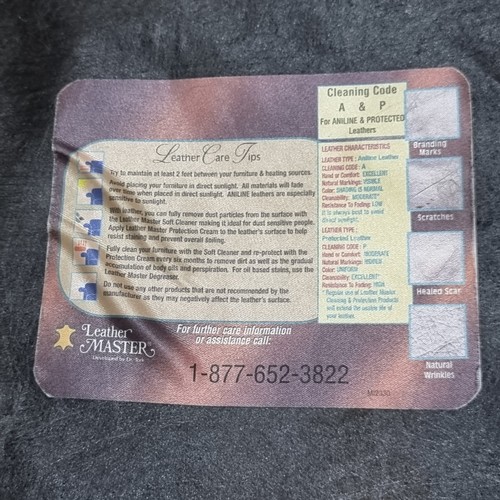 Cleaning Code
A & P
For ANILINE & PROTECTED
Leathers
Leather Care Tips
Try to maintain at least 2 feet between your furniture & heating sources.
Avoid placing your furniture in direct sunlight. All materials will fade
over time when placed in direct sunlight. ANILINE leathers are especially
sensitive to sunlight.
With leather, you can fully remove dust particles from the surface with
the Leather Master Soft Cleaner making it ideal for dust sensitive people.
Apply Leather Master Protection Cream to the leather's surface to help
resist staining and prevent overall soiling.
Fully clean your furniture with the Soft Cleaner and re-protect with the
Protection Cream every six months to remove dirt as well as the gradual
accumulation of body oils and perspiration. For oil based stains, use the
Leather Master Degreaser.
Do not use any other products that are not recommended by the
manufacturer as they may negatively affect the leather's surface.
LEATHER CHARACTERISTICS
LEATHER TYPE: Aniline Leather
CLEANING CODE: A
Hand or Comfort: EXCELLENT
Natural Markings: VISIBLE
Color: SHADING IS NORMAL
Cleanability: MODERATE*
Resistance to Fading: LOW
It is always best to avoid
direct sunlight.
LEATHER TYPE:
Protected Leather
CLEANING CODE: P
Hand or Comfort: MODERATE
Natural Markings: HIDDEN
Color: UNIFORM
Cleanability: EXCELLENT*
Resistance To Fading: HIGH
* Regular use of Leather Master
Cleaning & Protection Products
will extend the usable life of
your leather.
Branding
Marks
Scratches
Healed Scar
Natural
Wrinkles
Leather
MASTER
Developed by Dr.
For further care information
or assistance call:
1-877-652-3822